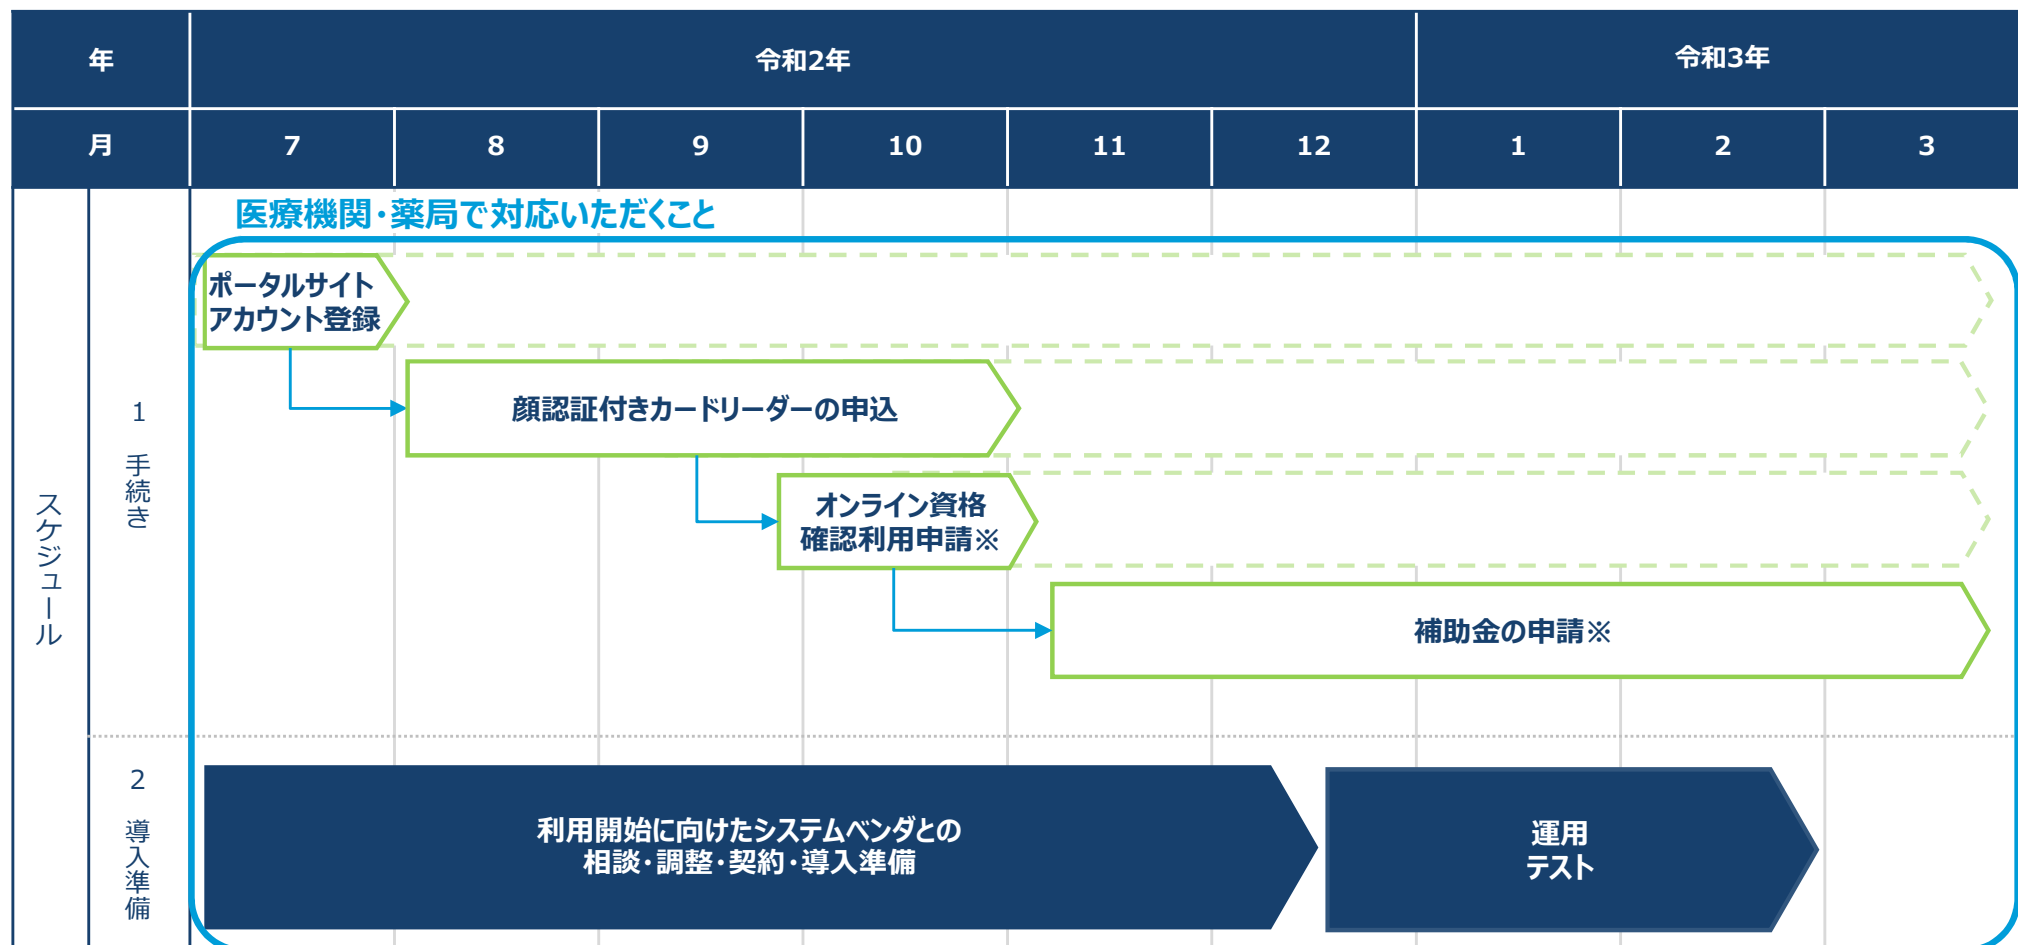 年
令和2年
令和3年
月
7
8
9
10
11
12
1
2
3
医療機関・薬局で対応いただくこと
スケジュール
1 手続き
ポータルサイト
アカウント登録
顔認証付きカードリーダーの申込
オンライン資格
確認利用申請※
補助金の申請※
2 導入準備
利用開始に向けたシステムベンダとの
相談・調整・契約・導入準備
運用
テスト